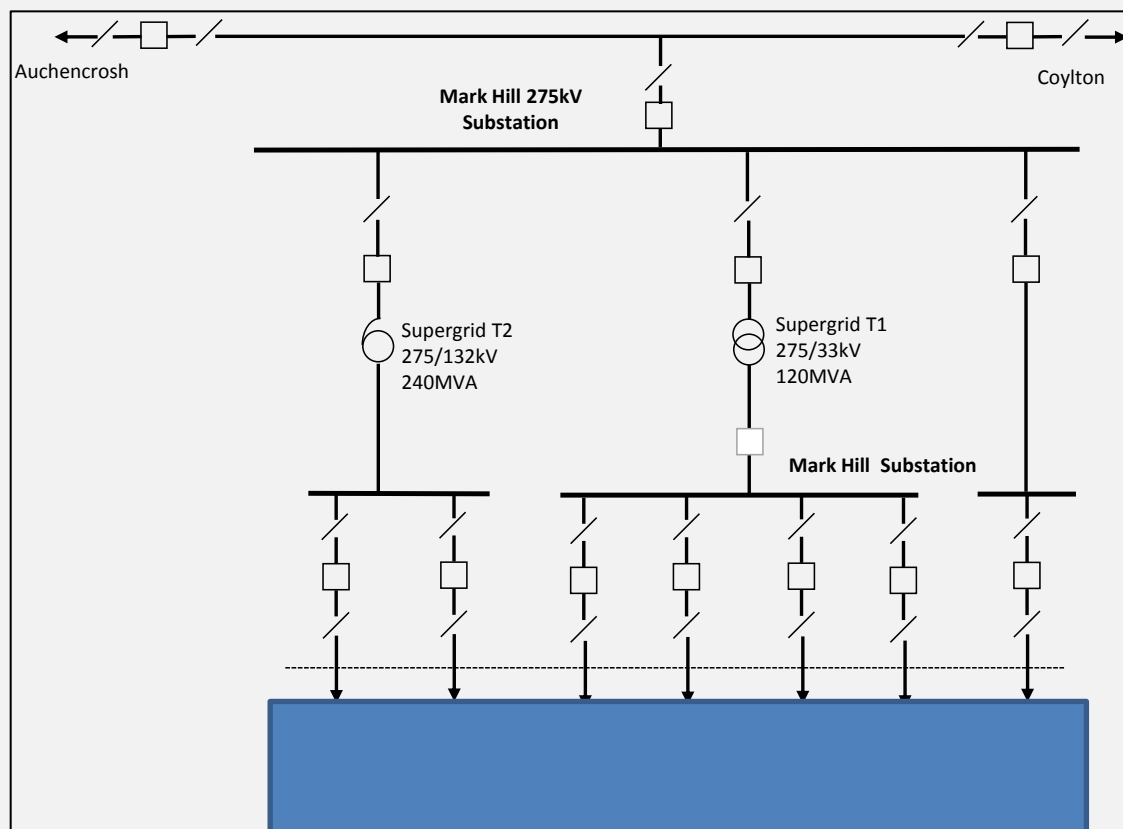 Auchencrosh
Coylton
Mark Hill 275kV
Substation
Supergrid T2
275/132kV
240MVA
Supergrid T1
275/33kV
120MVA
Mark Hill  Substation